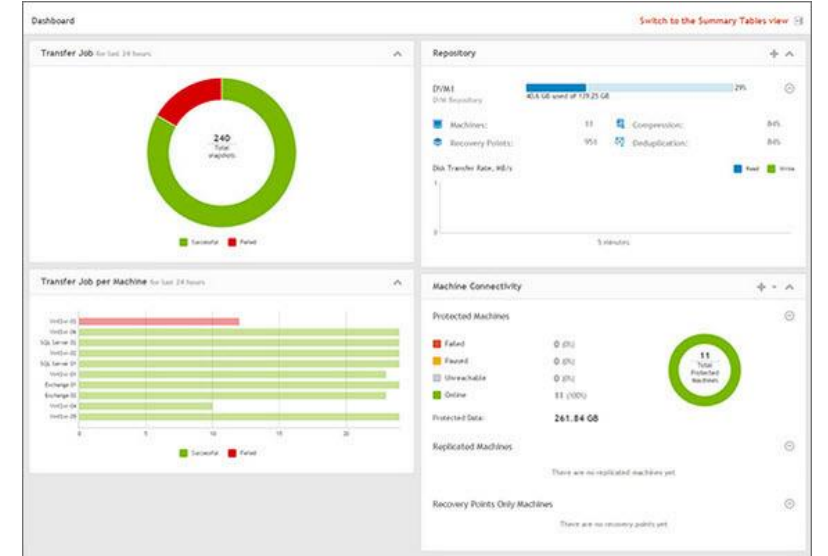 Dashboard
Switch to the Summary Tables view
Transfer Job for last 24 hours
240
Total
snapshots
Successful Failed
Repository
DVM1
DVM Repository
29%
40.6 GB used of 139.25 GB
Machines: 11 Compression: 84%
Recovery Points: 951 Deduplication: 84%
Disk Transfer Rate, MB/s
Read Write
1
0
5 minutes
Transfer Job per Machine for last 24 hours
SQL Server
SQL Server
Exchange
Exchange
0 5 10 15 20
Successful Failed
Machine Connectivity
Protected Machines
Failed 0 (0%)
Paused 0 (0%)
Unreachable 0 (0%)
Online 11 (100%)
11
Total
Protected
Machines
Protected Data: 261.84 GB
Replicated Machines
There are no replicated machines yet
Recovery Points Only Machines
There are no recovery points yet